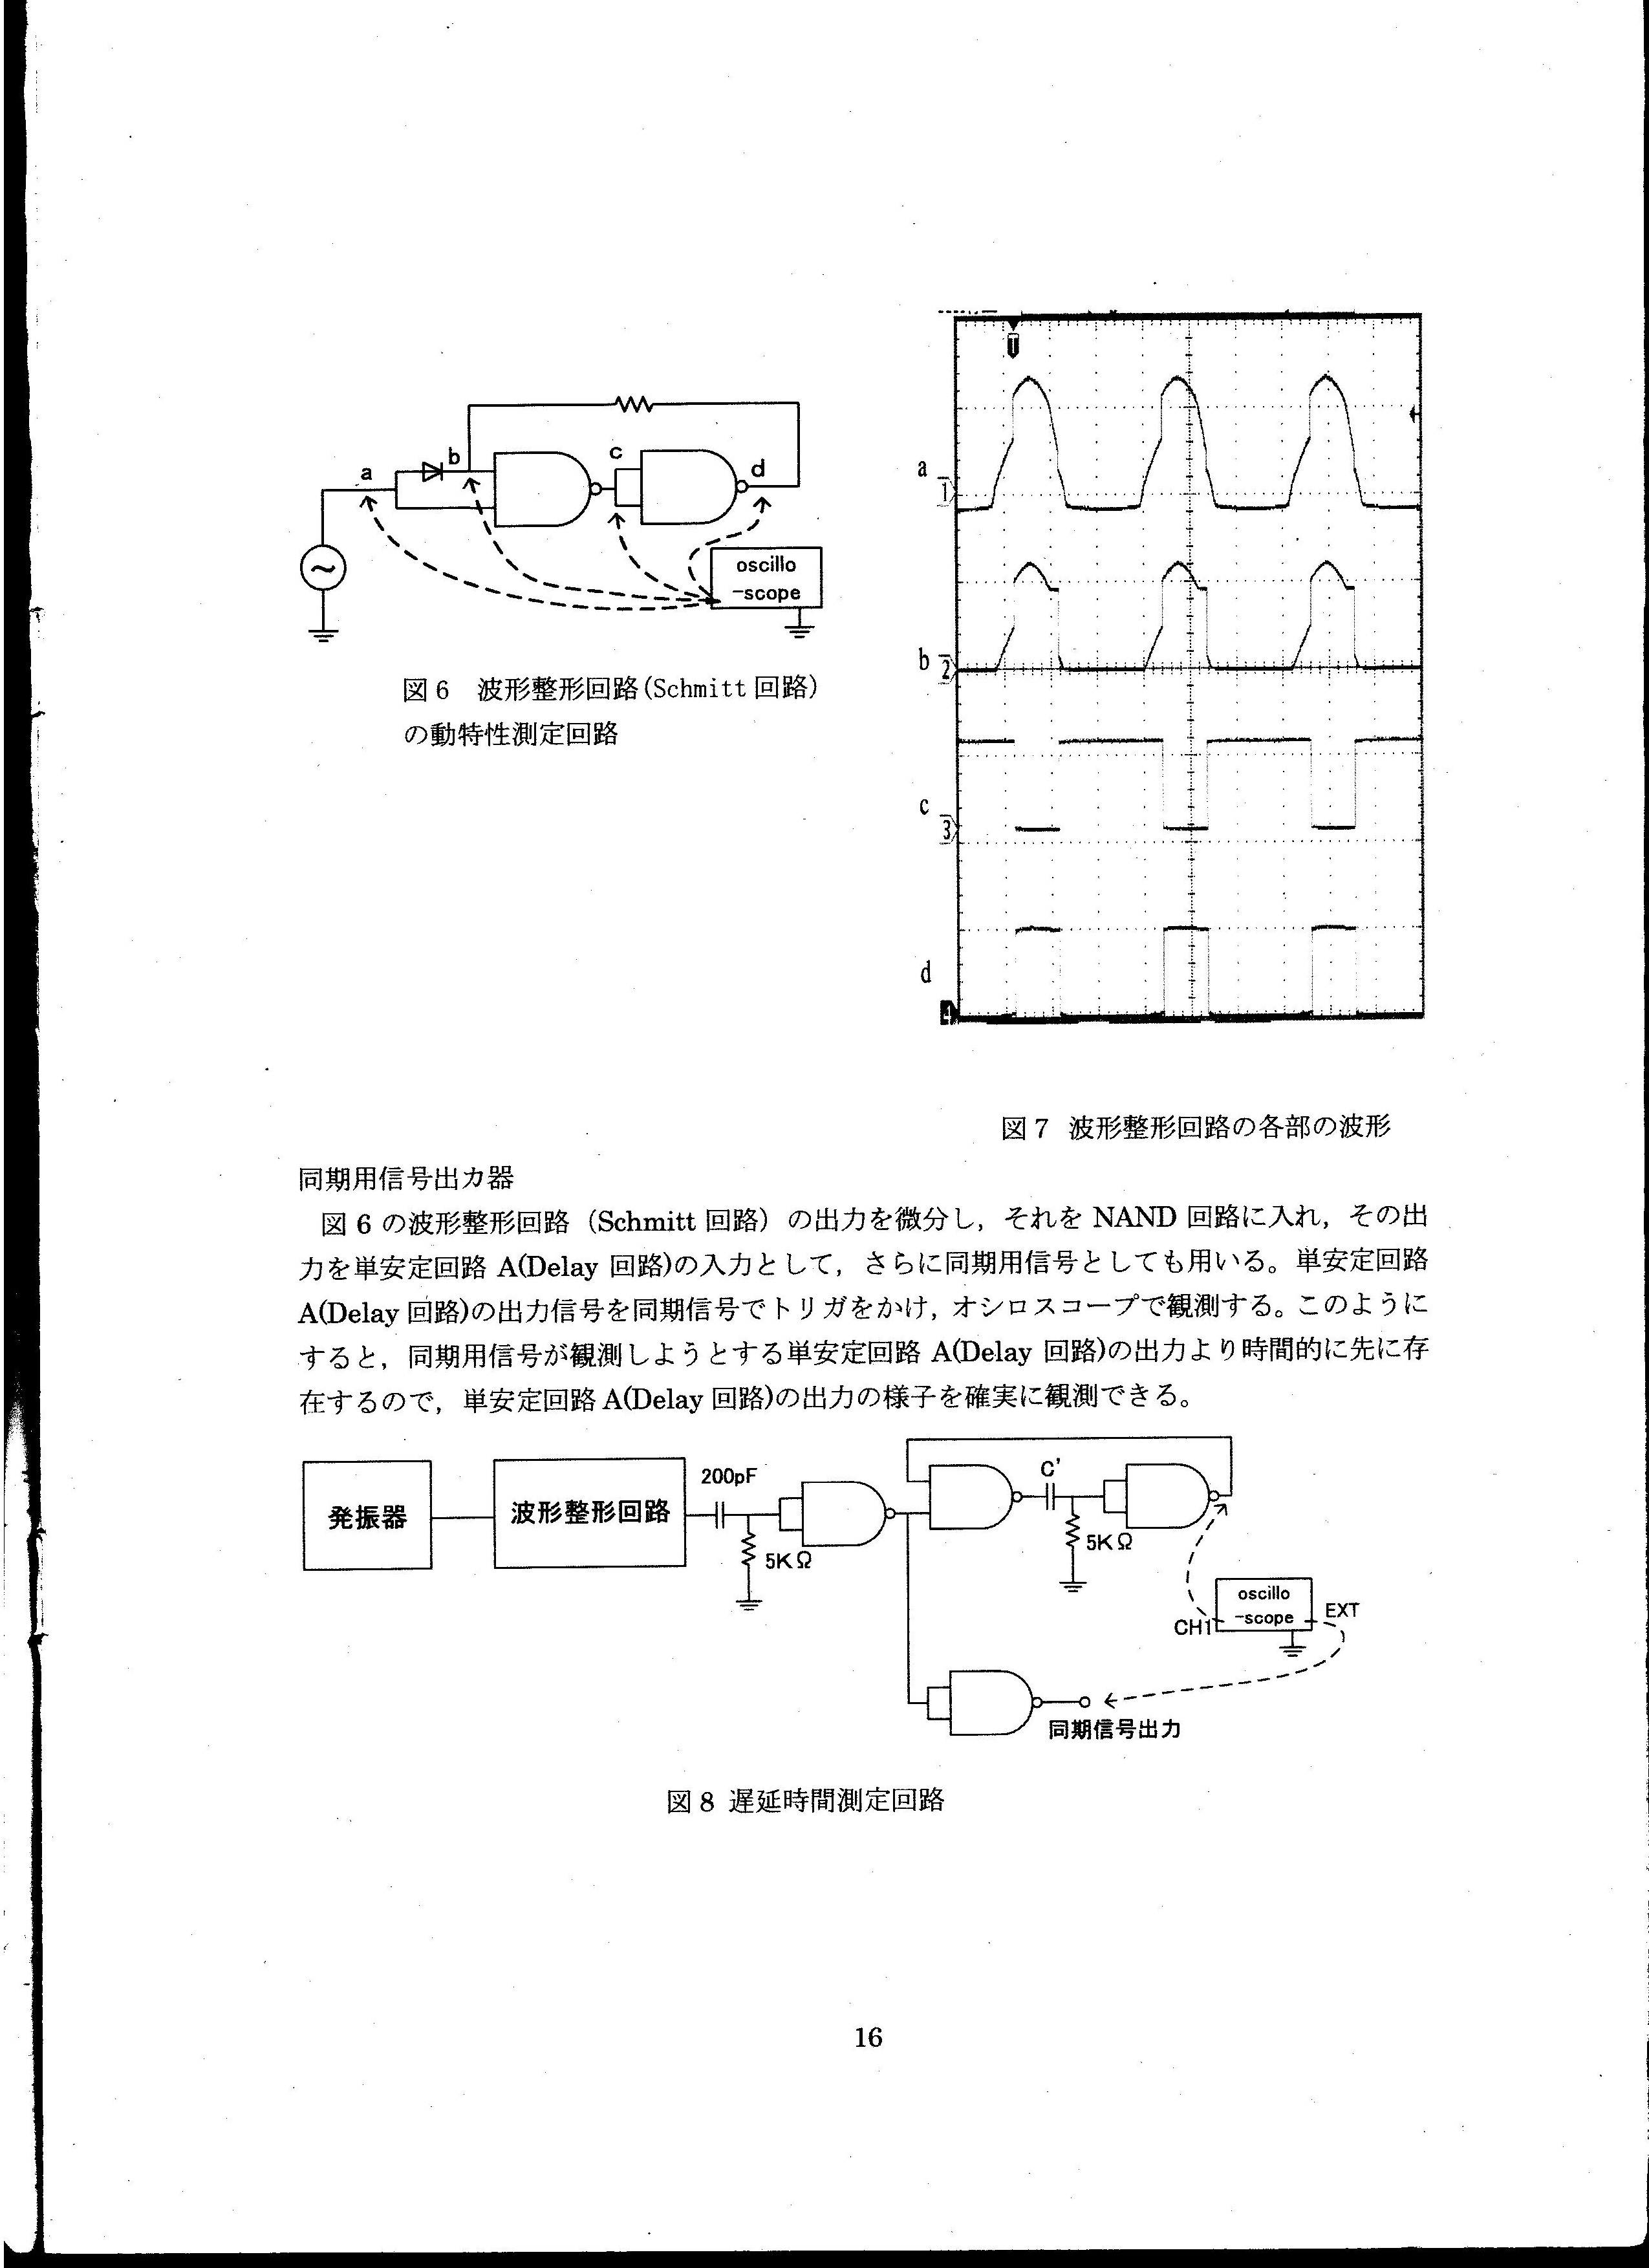 a
b
c
d
oscillo
-scope
図6 波形整形回路(Schmitt 回路)
の動特性測定回路
T
a
1
b
2
c
3
d
4
図7 波形整形回路の各部の波形
同期用信号出力器
図 6 の波形整形回路（Schmitt 回路）の出力を微分し，それを NAND 回路に入れ，その出
力を単安定回路 A(Delay 回路)の入力として，さらに同期用信号としても用いる。単安定回路
A(Delay 回路)の出力信号を同期信号でトリガをかけ，オシロスコープで観測する。このように
すると，同期用信号が観測しようとする単安定回路 A(Delay 回路)の出力より時間的に先に存
在するので，単安定回路 A(Delay 回路)の出力の様子を確実に観測できる。
発振器
波形整形回路
200pF
5KΩ
C'
5KΩ
oscillo
-scope
CH1
EXT
同期信号出力
図 8 遅延時間測定回路
16